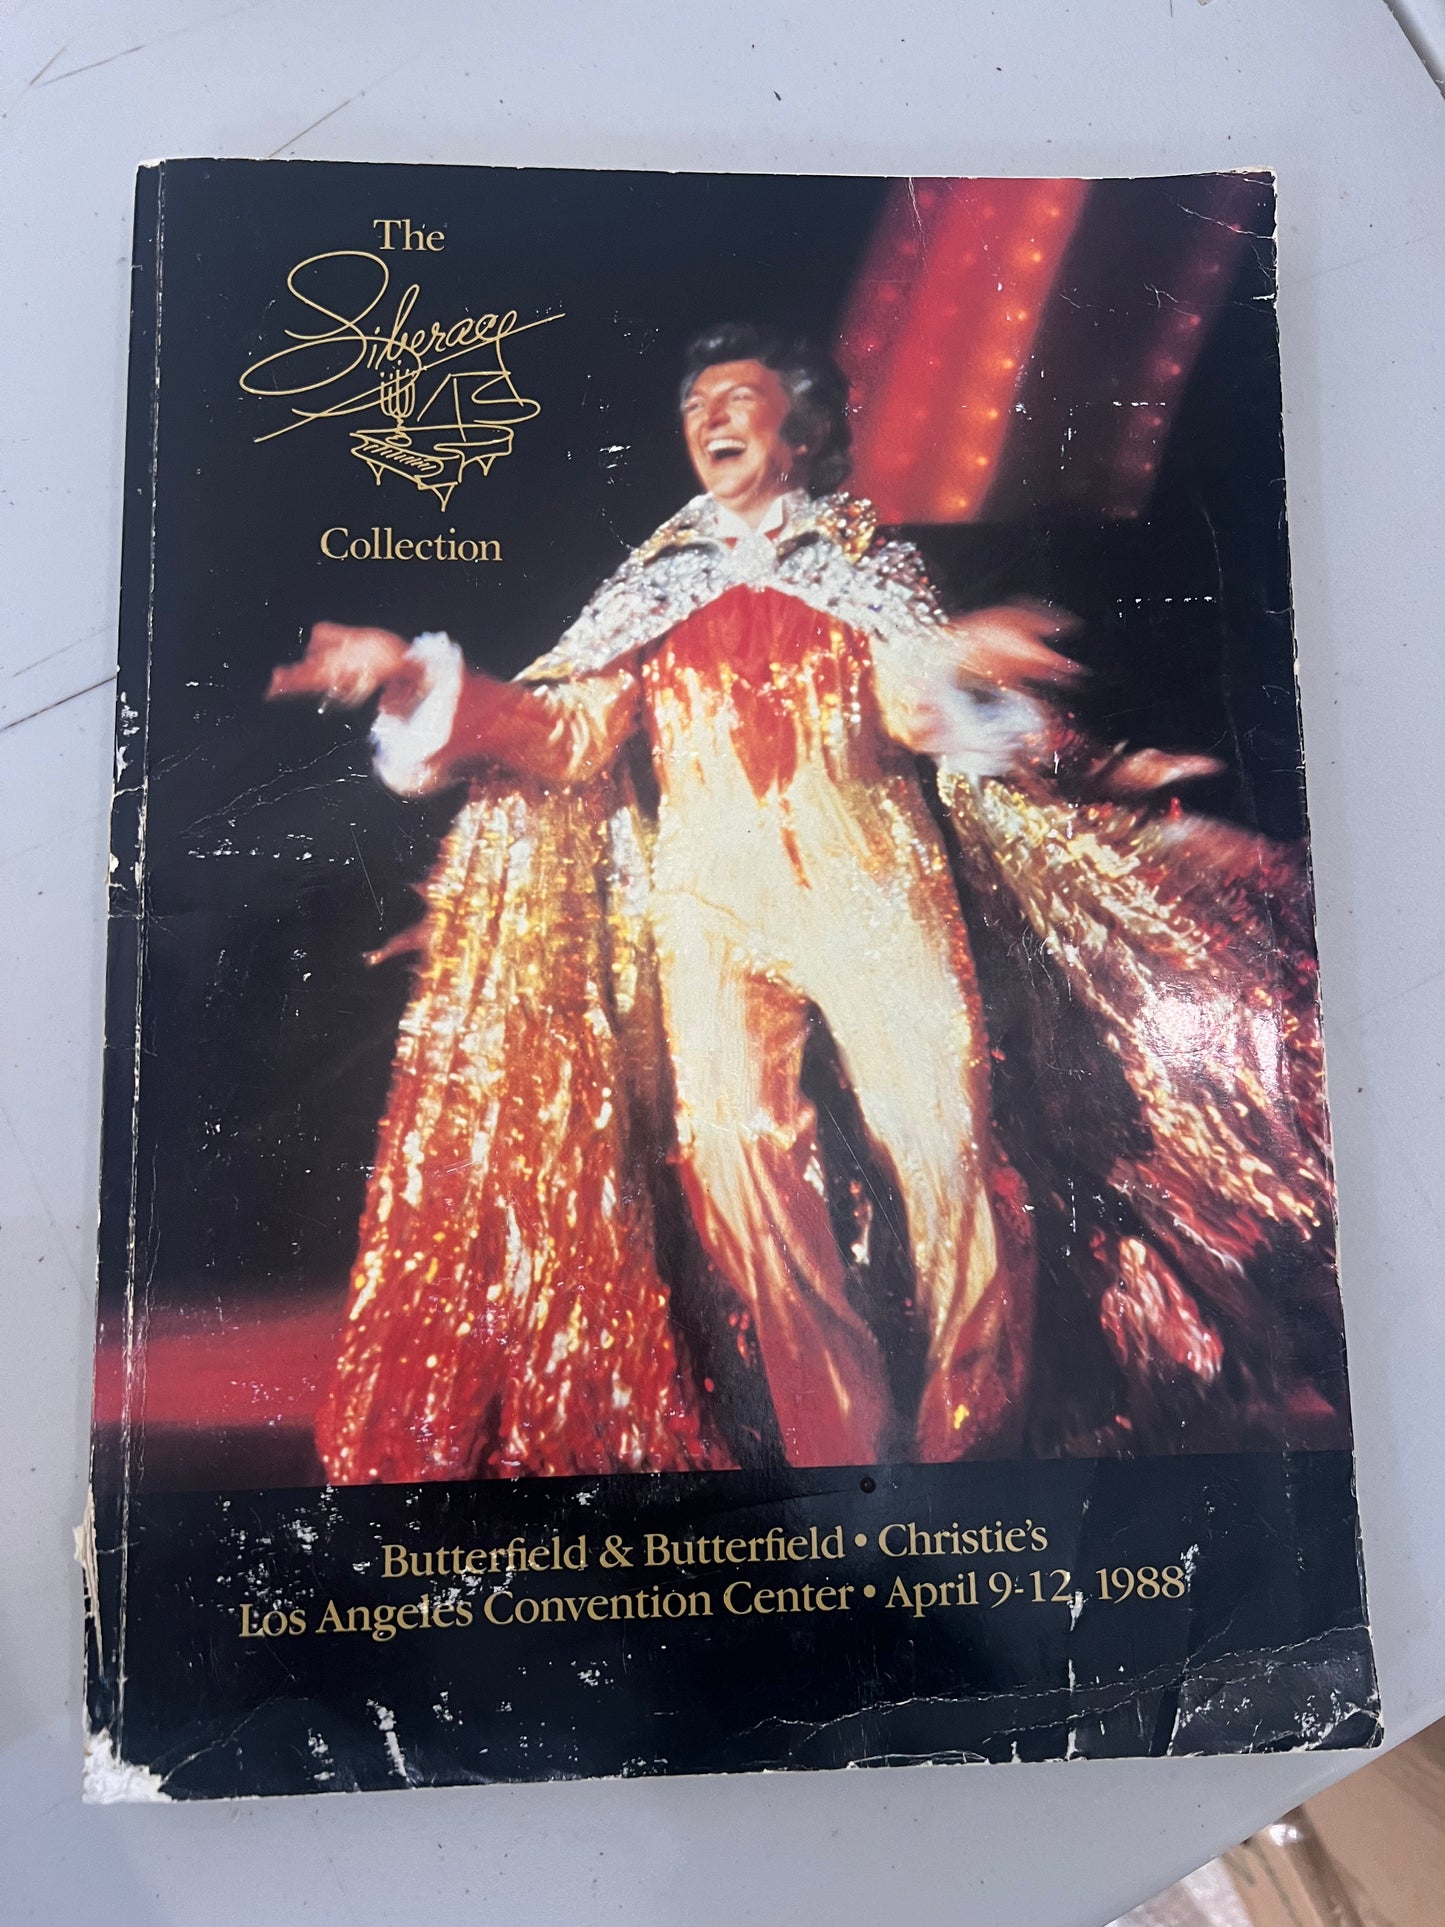 The
Liberace
Collection
Butterfield & Butterfield • Christie's
Los Angeles Convention Center • April 9-12, 1988